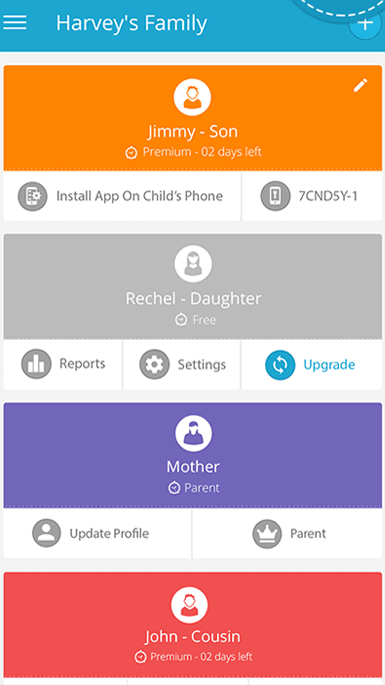 Harvey's Family
Jimmy - Son
Premium - 02 days left
Install App On Child's Phone
7CND5Y-1
Rechel - Daughter
Free
Reports
Settings
Upgrade
Mother
Parent
Update Profile
Parent
John - Cousin
Premium - 02 days left